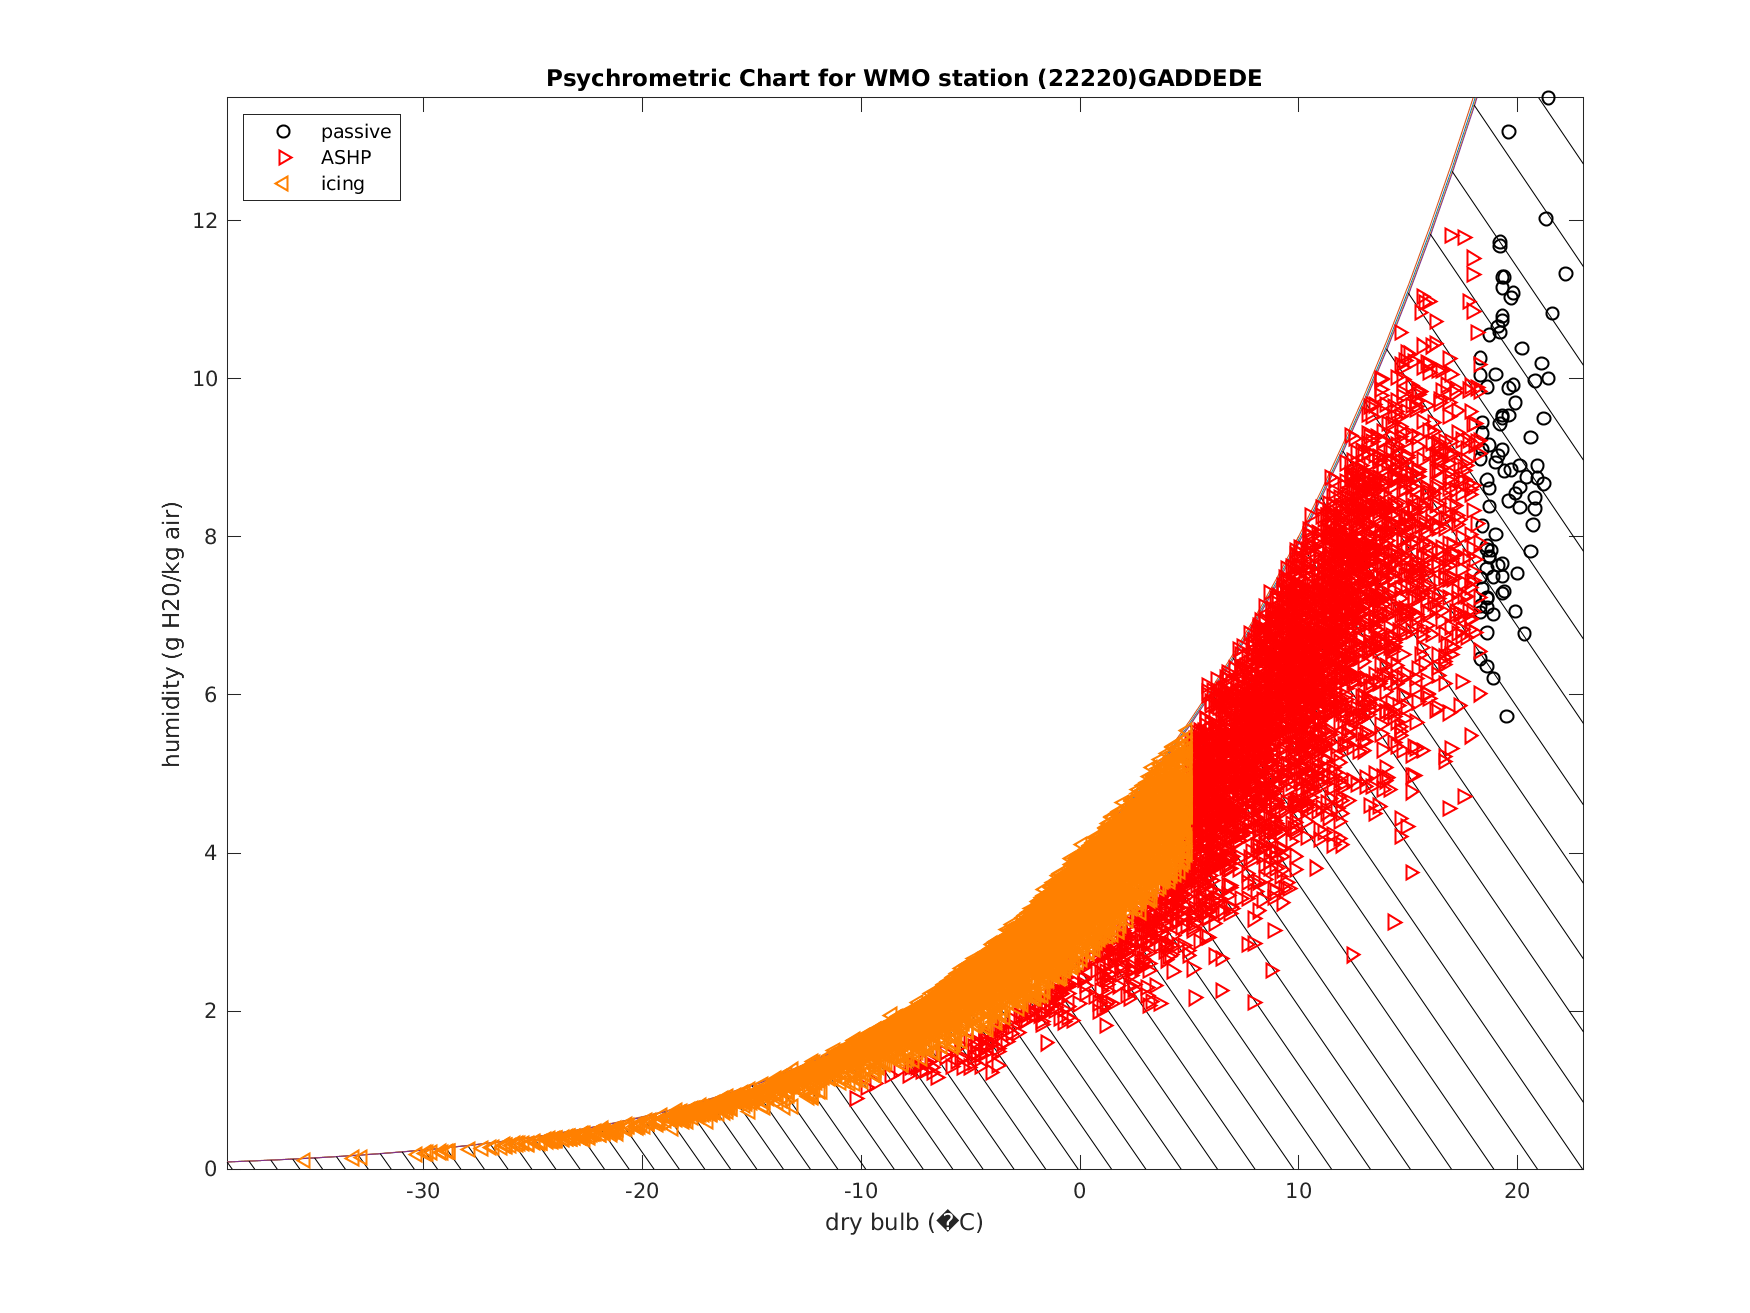 Psychrometric Chart for WMO station (22220)GADDEDE
passive
ASHP
icing
humidity (g H20/kg air)
12
10
8
6
4
2
0
-30
-20
-10
0
10
20
dry bulb (�C)